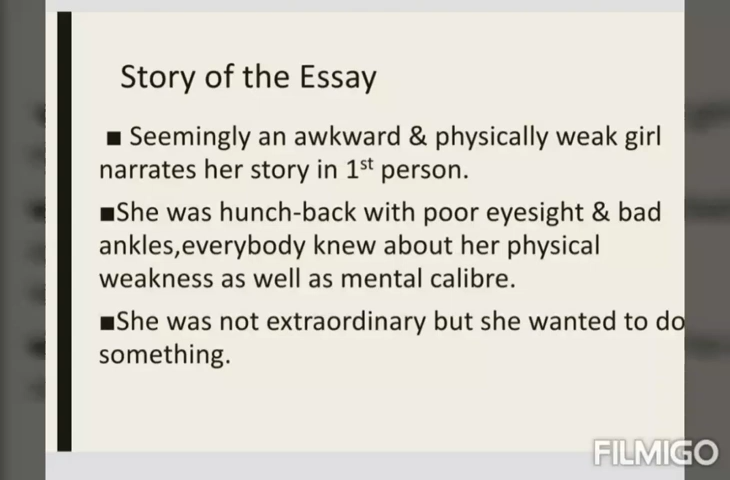 Story of the Essay
■ Seemingly an awkward & physically weak girl
narrates her story in 1st person.
■She was hunch-back with poor eyesight & bad
ankles,everybody knew about her physical
weakness as well as mental calibre.
■She was not extraordinary but she wanted to do
something.
FILMIGO